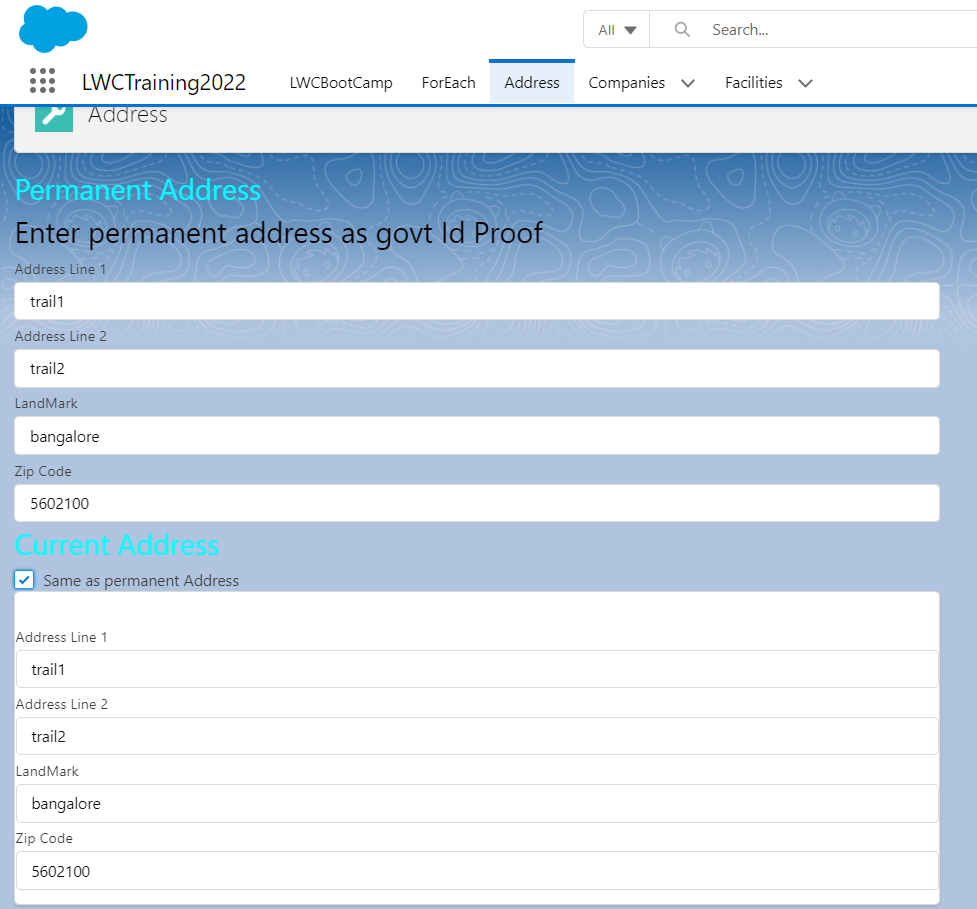 All
Search...
LWCTraining2022 LWCBootCamp ForEach Address Companies Facilities
Address
Permanent Address
Enter permanent address as govt Id Proof
Address Line 1
trail1
Address Line 2
trail2
LandMark
bangalore
Zip Code
5602100
Current Address
Same as permanent Address
Address Line 1
trail1
Address Line 2
trail2
LandMark
bangalore
Zip Code
5602100